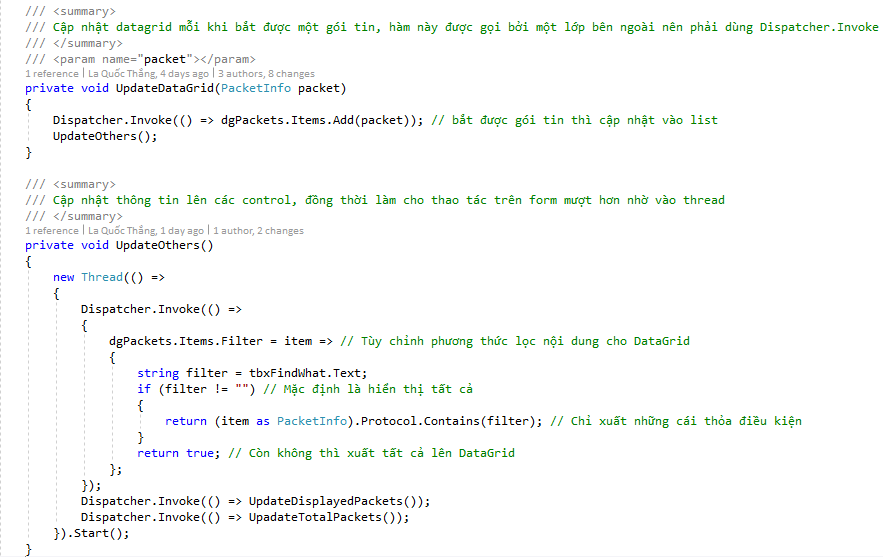 /// <summary>
/// Cập nhật datagrid mỗi khi bắt được một gói tin, hàm này được gọi bởi một lớp bên ngoài nên phải dùng Dispatcher.Invoke
/// </summary>
/// <param name="packet"></param>
1 reference | La Quốc Thắng, 4 days ago | 3 authors, 8 changes
private void UpdateDataGrid(PacketInfo packet)
{
Dispatcher.Invoke(() => dgPackets.Items.Add(packet)); // bắt được gói tin thì cập nhật vào list
UpdateOthers();
}
/// <summary>
/// Cập nhật thông tin lên các control, đồng thời làm cho thao tác trên form mượt hơn nhờ vào thread
/// </summary>
1 reference | La Quốc Thắng, 1 day ago | 1 author, 2 changes
private void UpdateOthers()
{
new Thread(() =>
{
Dispatcher.Invoke(() =>
{
dgPackets.Items.Filter = item => // Tùy chỉnh phương thức lọc nội dung cho DataGrid
{
string filter = tbxFindWhat.Text;
if (filter != "") // Mặc định là hiển thị tất cả
{
return (item as PacketInfo).Protocol.Contains(filter); // Chỉ xuất những cái thỏa điều kiện
}
return true; // Còn không thì xuất tất cả lên DataGrid
};
});
Dispatcher.Invoke(() => UpdateDisplayedPackets());
Dispatcher.Invoke(() => UpadateTotalPackets());
}).Start();
}